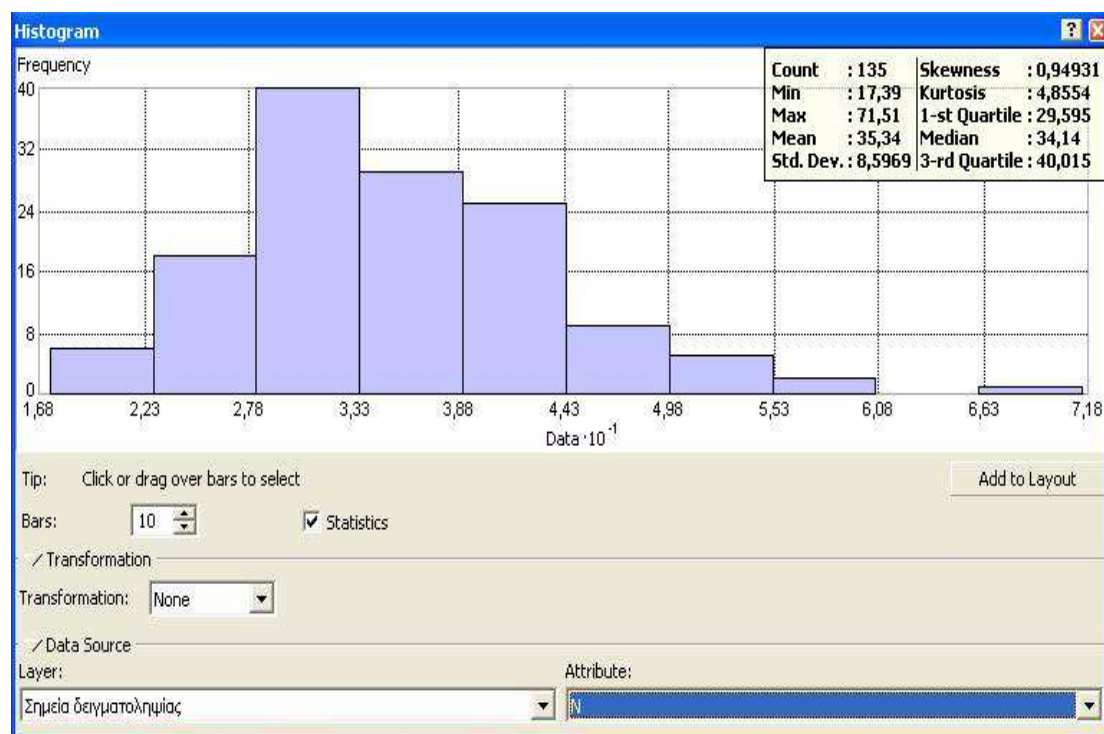 Histogram
Frequency
Count : 135 Skewness : 0,94931
Min : 17,39 Kurtosis : 4,8554
Max : 71,51 1-st Quartile : 29,595
Mean : 35,34 Median : 34,14
Std. Dev. : 8,5969 3-rd Quartile : 40,015
40
32
24
16
8
0
1,68 2,23 2,78 3,33 3,88 4,43 4,98 5,53 6,08 6,63 7,18
Data ·10⁻¹
Tip: Click or drag over bars to select
Add to Layout
Bars: 10 Statistics
Transformation
Transformation: None
Data Source
Layer: Attribute:
Σημεία δειγματοληψίας N